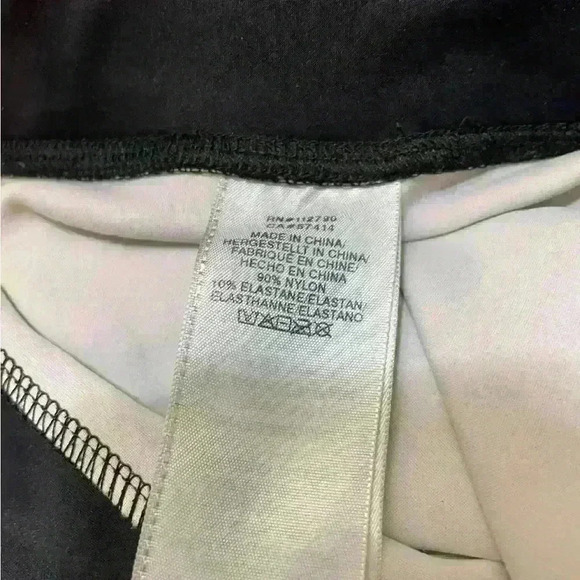 RN#112790
CA#57414
MADE IN CHINA/
HERGESTELLT IN CHINA/
FABRIQUÉ EN CHINE/
HECHO EN CHINA
90% NYLON
10% ELASTANE/ELASTAN/
ELASTHANNE/ELASTANO